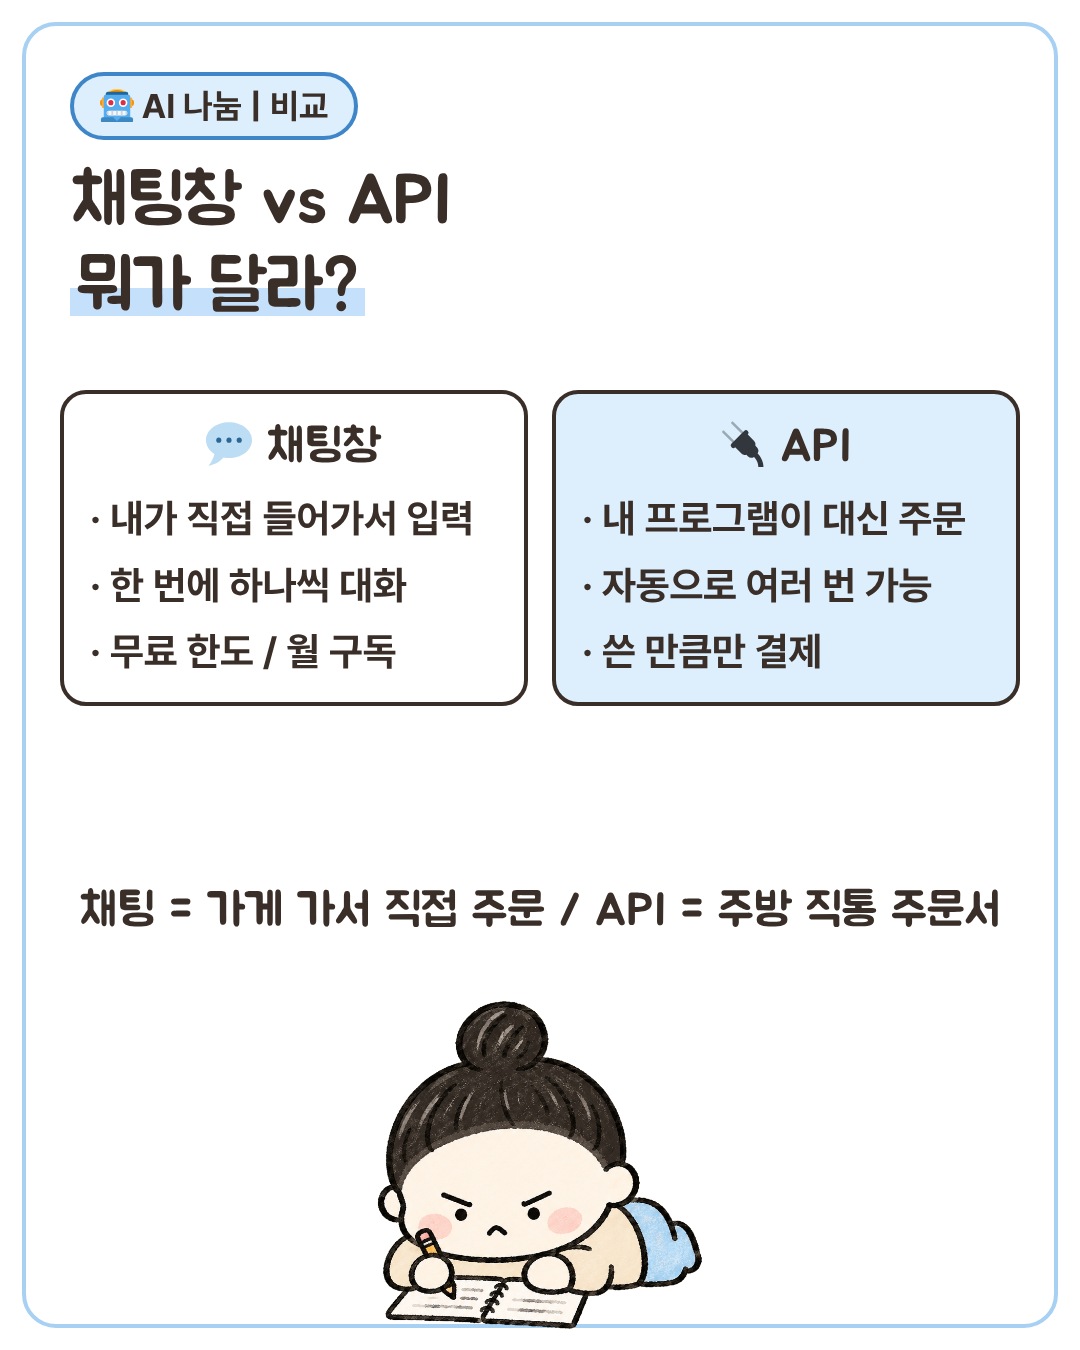 AI 나눔 | 비교
채팅창 vs API
뭐가 달라?
채팅창
· 내가 직접 들어가서 입력
· 한 번에 하나씩 대화
· 무료 한도 / 월 구독
API
· 내 프로그램이 대신 주문
· 자동으로 여러 번 가능
· 쓴 만큼만 결제
채팅 = 가게 가서 직접 주문 / API = 주방 직통 주문서